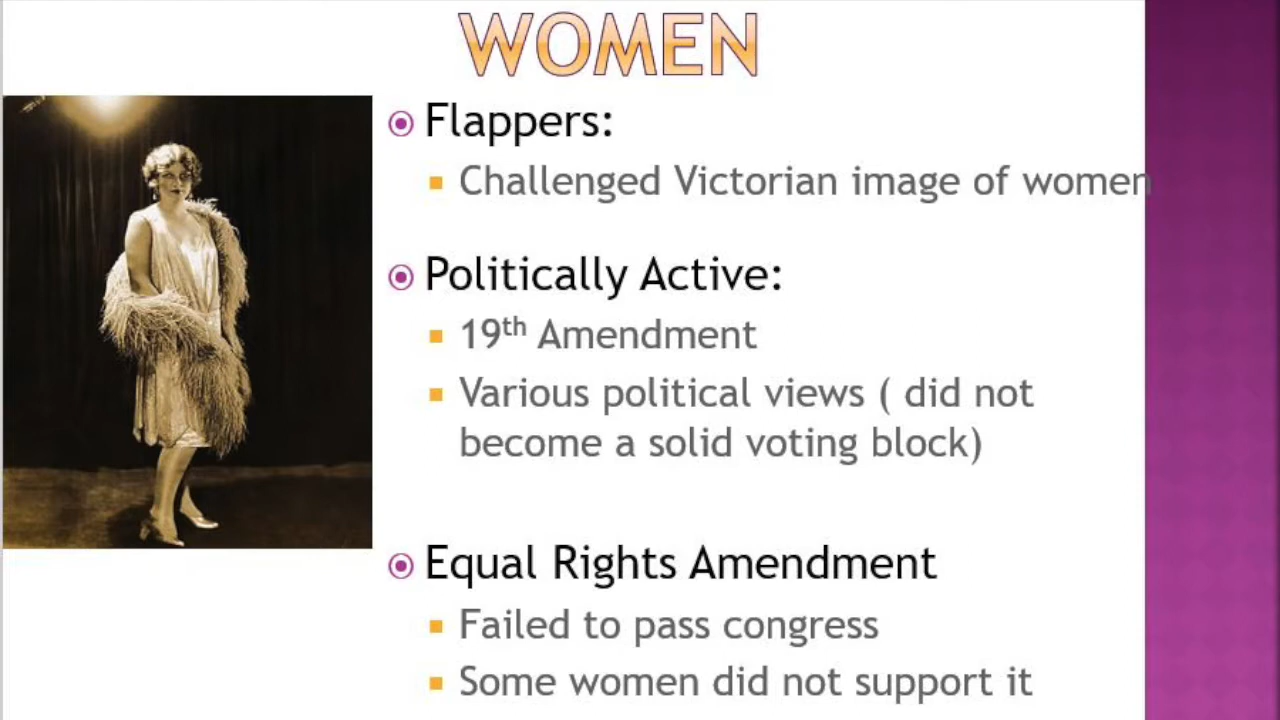 WOMEN
Flappers:
Challenged Victorian image of women
Politically Active:
19th Amendment
Various political views ( did not
become a solid voting block)
Equal Rights Amendment
Failed to pass congress
Some women did not support it